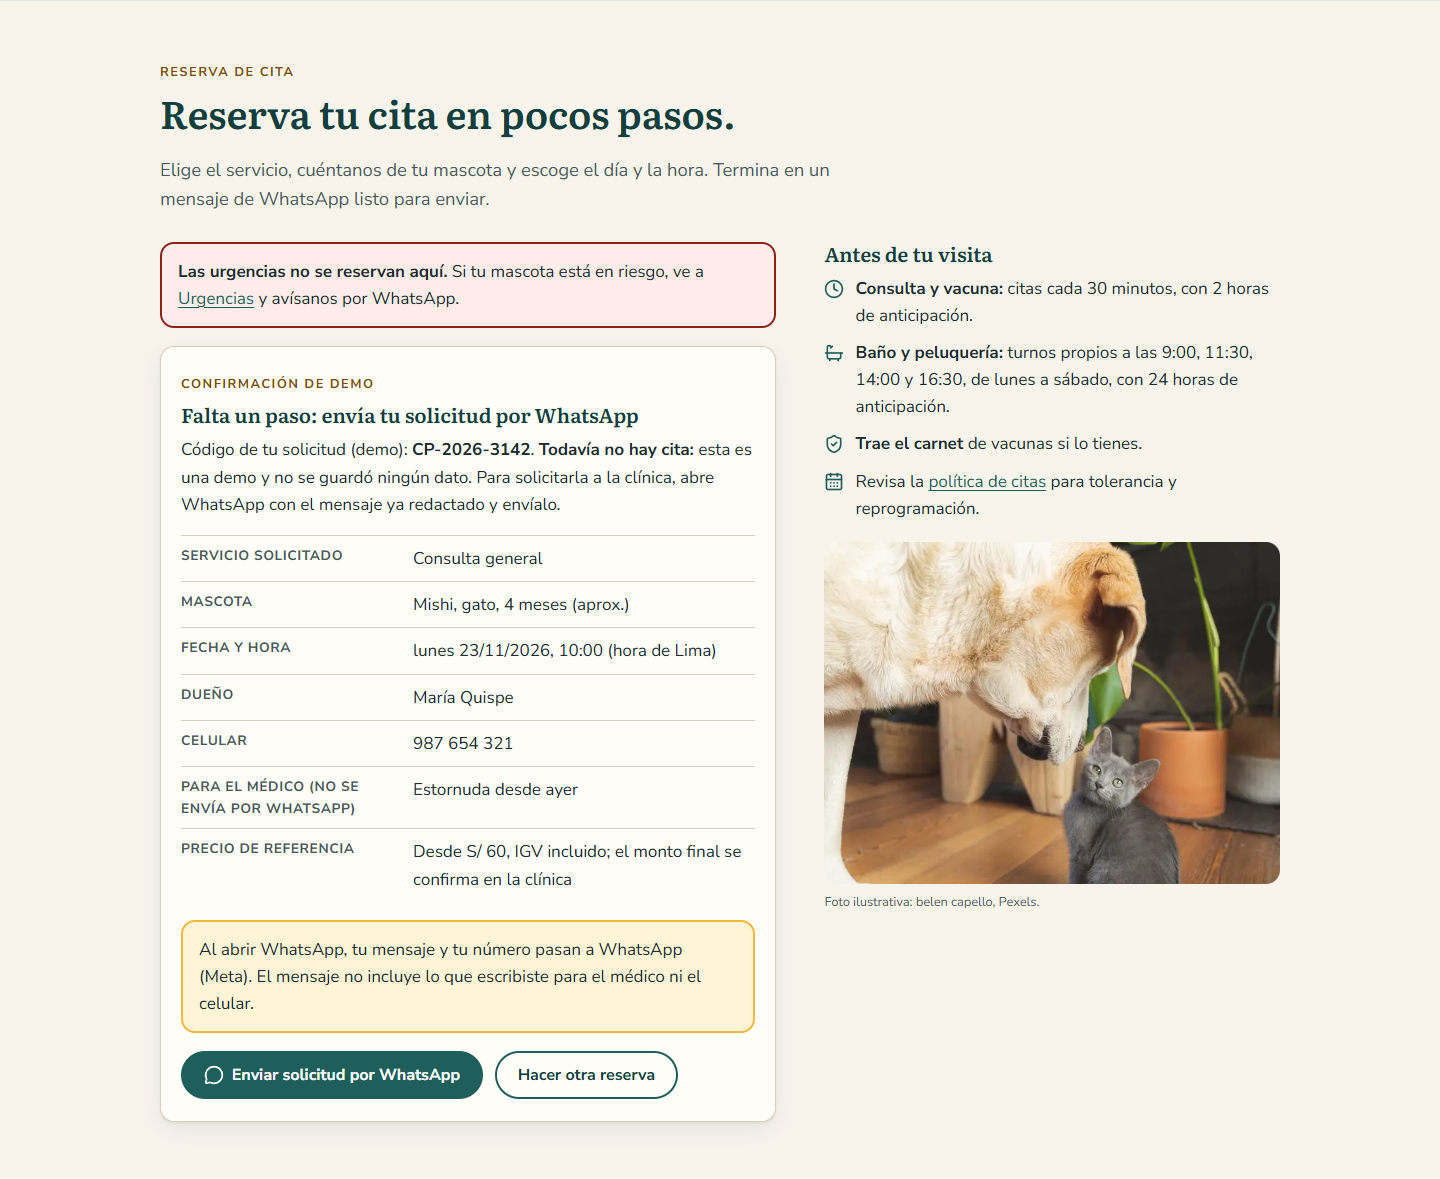 RESERVA DE CITA
Reserva tu cita en pocos pasos.
Elige el servicio, cuéntanos de tu mascota y escoge el día y la hora. Termina en un
mensaje de WhatsApp listo para enviar.
Las urgencias no se reservan aquí. Si tu mascota está en riesgo, ve a
Urgencias y avísanos por WhatsApp.
CONFIRMACIÓN DE DEMO
Falta un paso: envía tu solicitud por WhatsApp
Código de tu solicitud (demo): CP-2026-3142. Todavía no hay cita: esta es
una demo y no se guardó ningún dato. Para solicitarla a la clínica, abre
WhatsApp con el mensaje ya redactado y envíalo.
SERVICIO SOLICITADO Consulta general
MASCOTA Mishi, gato, 4 meses (aprox.)
FECHA Y HORA lunes 23/11/2026, 10:00 (hora de Lima)
DUEÑO María Quispe
CELULAR 987 654 321
PARA EL MÉDICO (NO SE Estornuda desde ayer
ENVÍA POR WHATSAPP)
PRECIO DE REFERENCIA Desde S/ 60, IGV incluido; el monto final se
confirma en la clínica
Al abrir WhatsApp, tu mensaje y tu número pasan a WhatsApp
(Meta). El mensaje no incluye lo que escribiste para el médico ni el
celular.
Enviar solicitud por WhatsApp
Hacer otra reserva
Antes de tu visita
Consulta y vacuna: citas cada 30 minutos, con 2 horas
de anticipación.
Baño y peluquería: turnos propios a las 9:00, 11:30,
14:00 y 16:30, de lunes a sábado, con 24 horas de
anticipación.
Trae el carnet de vacunas si lo tienes.
Revisa la política de citas para tolerancia y
reprogramación.
Foto ilustrativa: belen capello, Pexels.